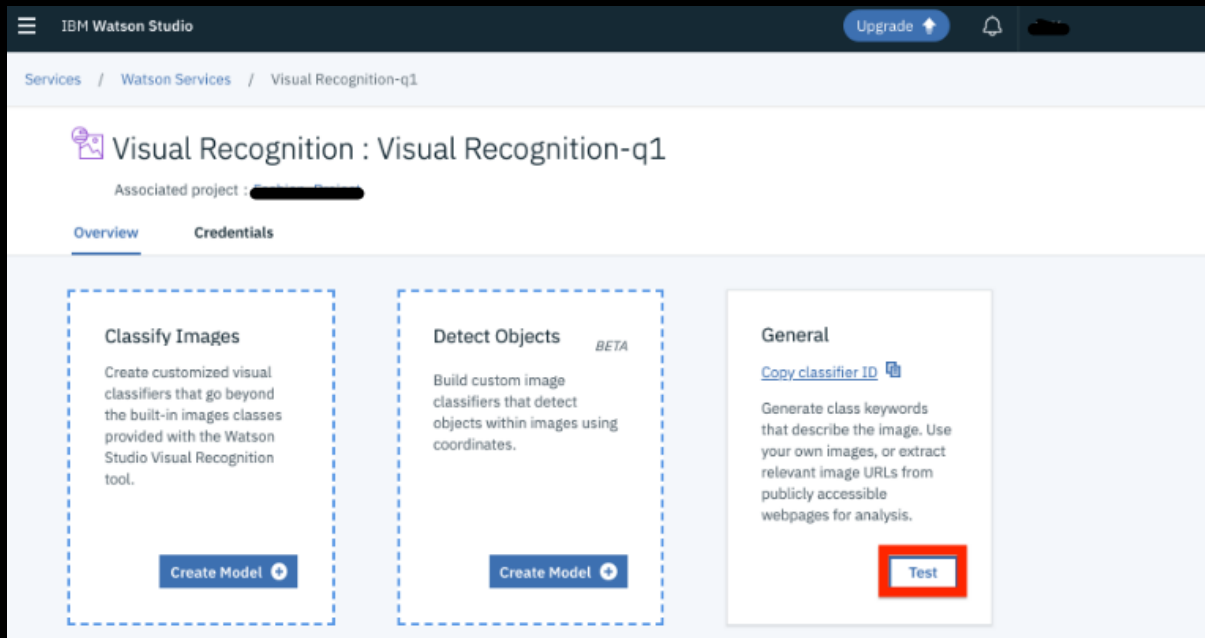 IBM Watson Studio
Upgrade
Services / Watson Services / Visual Recognition-q1
Visual Recognition : Visual Recognition-q1
Associated project :
Overview Credentials
Classify Images
Create customized visual
classifiers that go beyond
the built-in images classes
provided with the Watson
Studio Visual Recognition
tool.
Create Model
Detect Objects BETA
Build custom image
classifiers that detect
objects within images using
coordinates.
Create Model
General
Copy classifier ID
Generate class keywords
that describe the image. Use
your own images, or extract
relevant image URLs from
publicly accessible
webpages for analysis.
Test